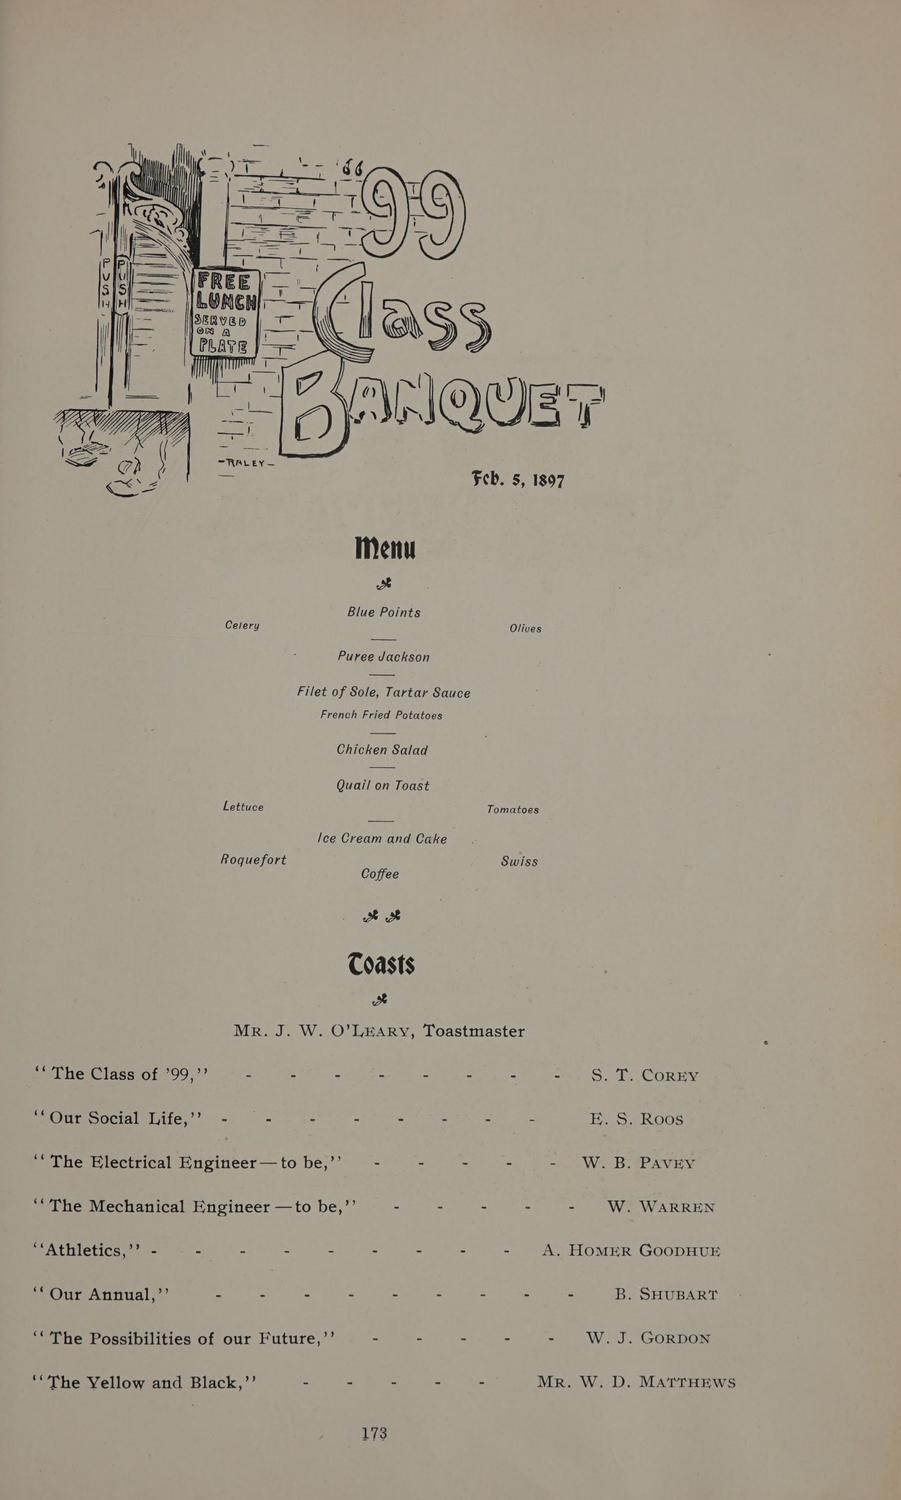 “99
Class
Banquet
PUSH
PUSH
FREE
LUNCH
SERVED
ON A
PLATE
-RALEY-
Feb. 5, 1897
Menu
Blue Points
Celery Olives
Puree Jackson
Filet of Sole, Tartar Sauce
French Fried Potatoes
Chicken Salad
Quail on Toast
Lettuce Tomatoes
Ice Cream and Cake
Roquefort Swiss
Coffee
Toasts
Mr. J. W. O’Leary, Toastmaster
“The Class of ’99,” - - - - - - - - S. T. Corey
“Our Social Life,” - - - - - - - - E. S. Roos
“The Electrical Engineer—to be,” - - - - - W. B. Pavey
“The Mechanical Engineer—to be,” - - - - - W. Warren
“Athletics,” - - - - - - - - - A. Homer Goodhue
“Our Annual,” - - - - - - - - - B. Shubart
“The Possibilities of our Future,” - - - - - W. J. Gordon
“The Yellow and Black,” - - - - - Mr. W. D. Matthews
173